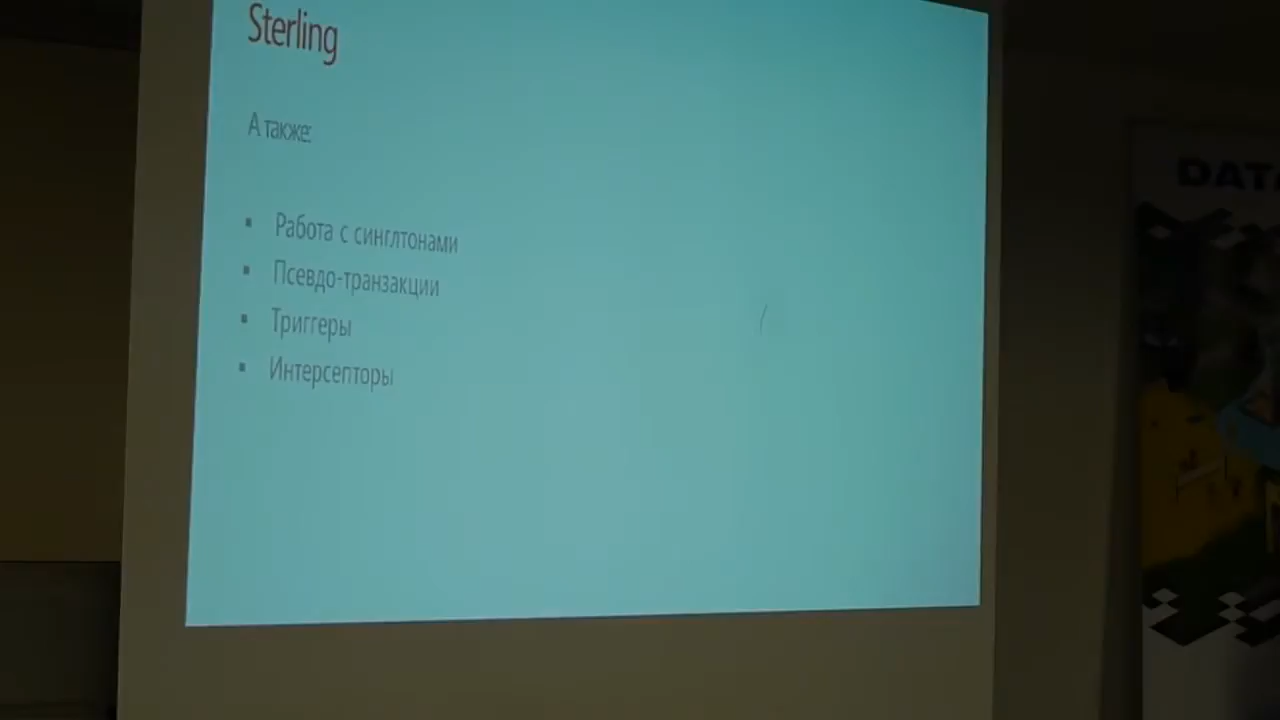 Sterling
А также:
Работа с синглтонами
Псевдо-транзакции
Триггеры
Интерсепторы